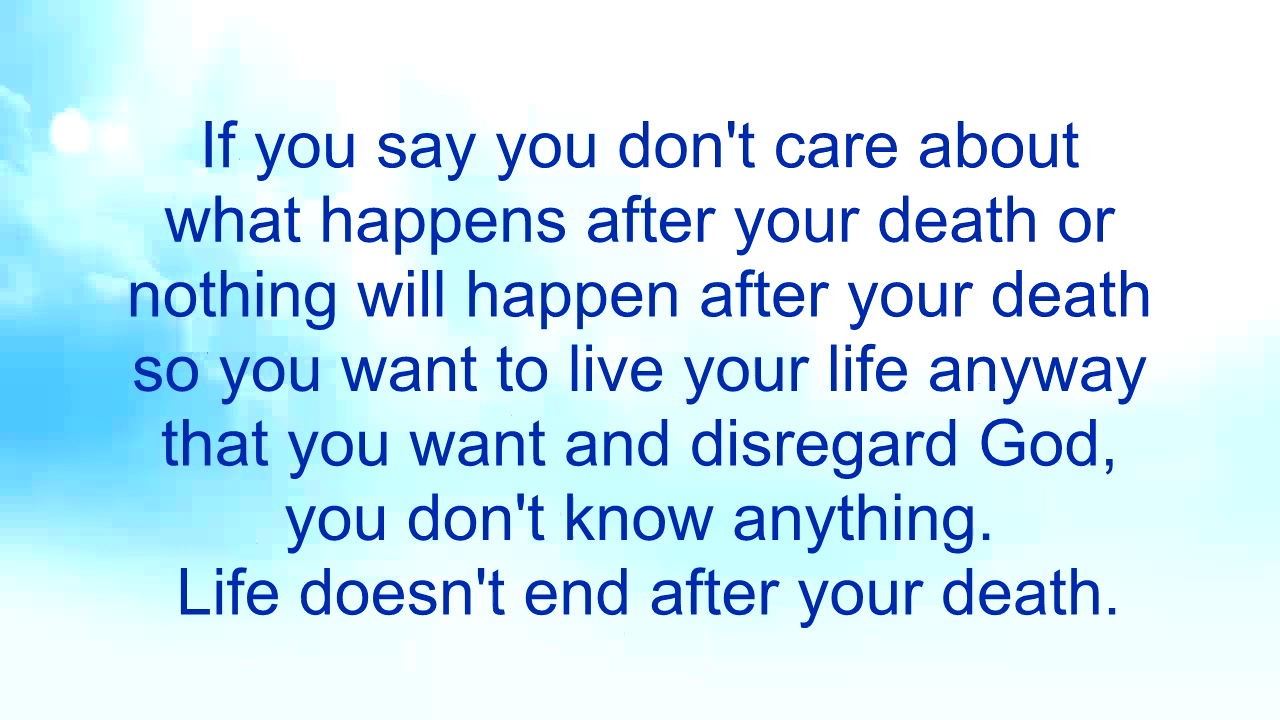 If you say you don't care about
what happens after your death or
nothing will happen after your death
so you want to live your life anyway
that you want and disregard God,
you don't know anything.
Life doesn't end after your death.